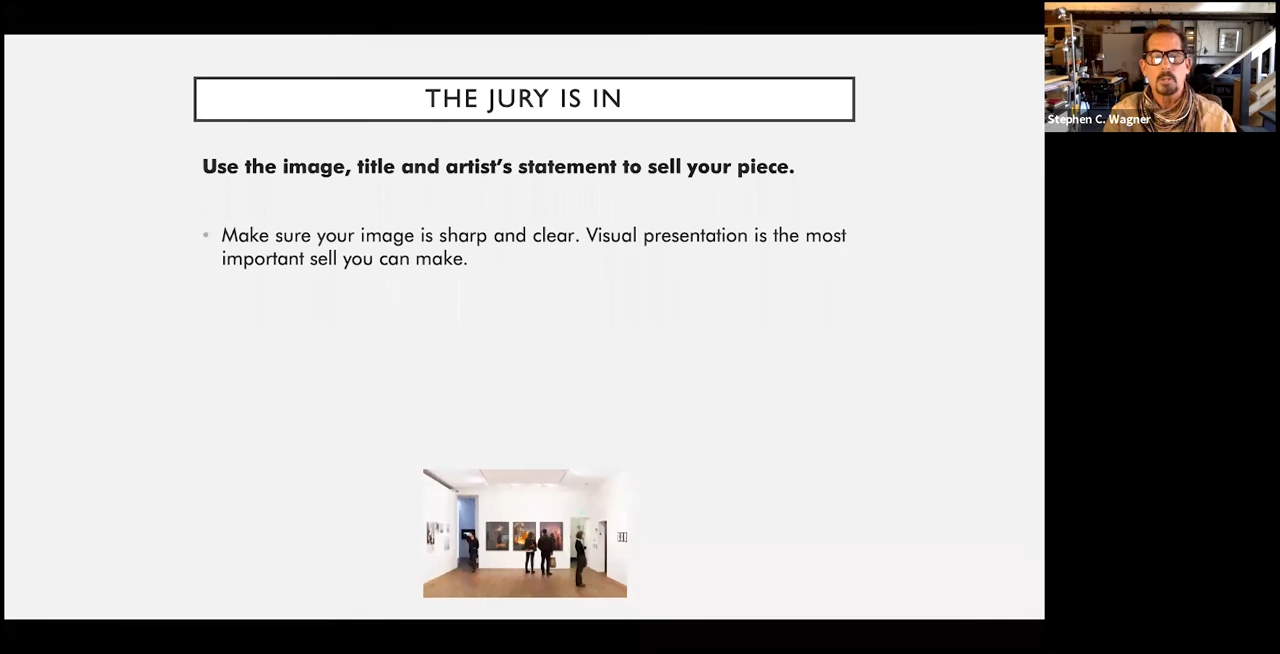 THE JURY IS IN
Use the image, title and artist's statement to sell your piece.
• Make sure your image is sharp and clear. Visual presentation is the most
important sell you can make.
Stephen C. Wagner